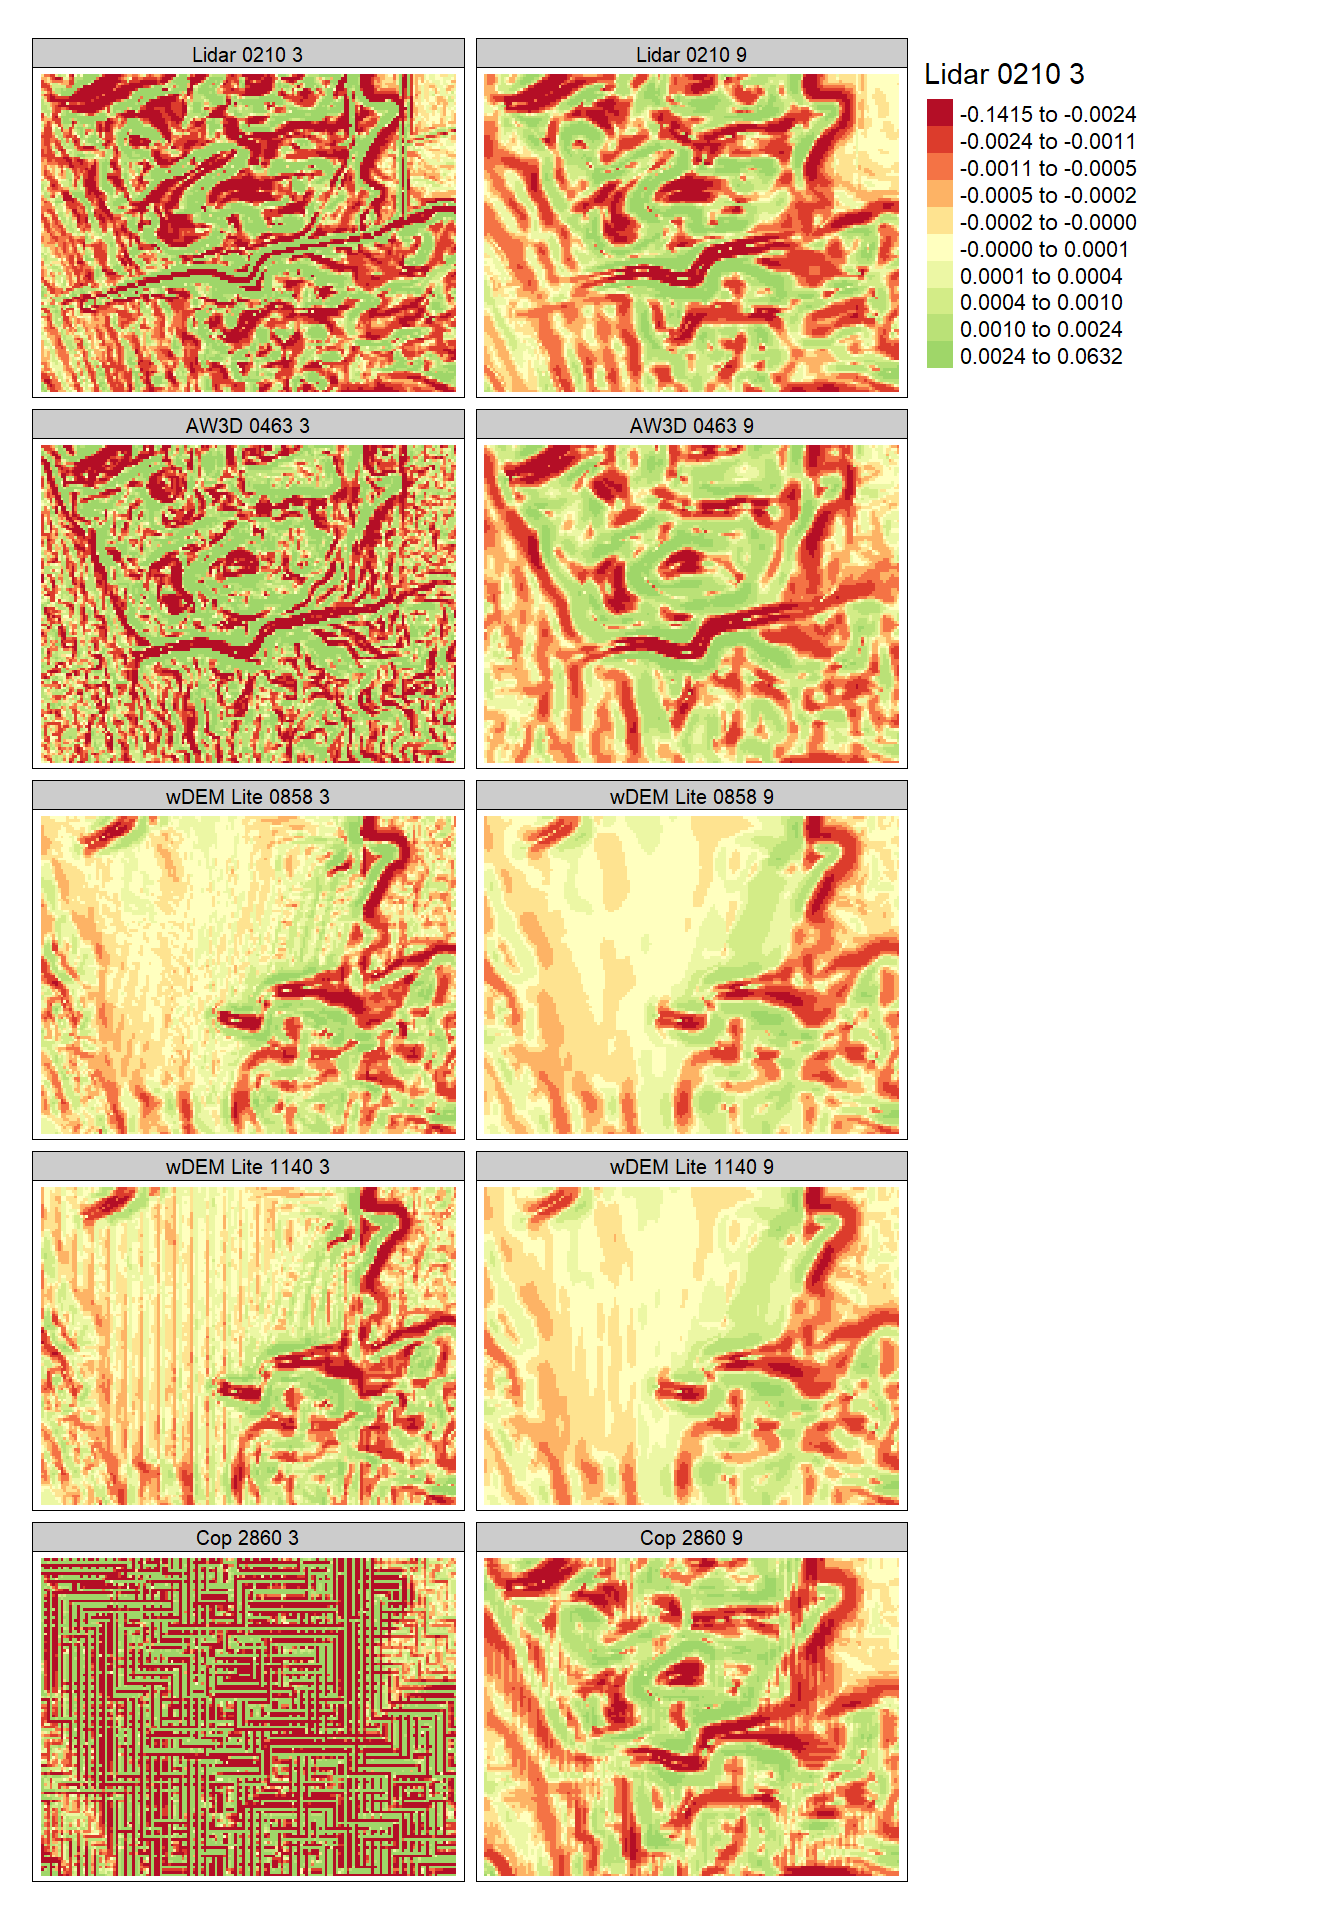 Lidar 0210 3
Lidar 0210 9
Lidar 0210 3
-0.1415 to -0.0024
-0.0024 to -0.0011
-0.0011 to -0.0005
-0.0005 to -0.0002
-0.0002 to -0.0000
-0.0000 to 0.0001
0.0001 to 0.0004
0.0004 to 0.0010
0.0010 to 0.0024
0.0024 to 0.0632
AW3D 0463 3
AW3D 0463 9
wDEM Lite 0858 3
wDEM Lite 0858 9
wDEM Lite 1140 3
wDEM Lite 1140 9
Cop 2860 3
Cop 2860 9